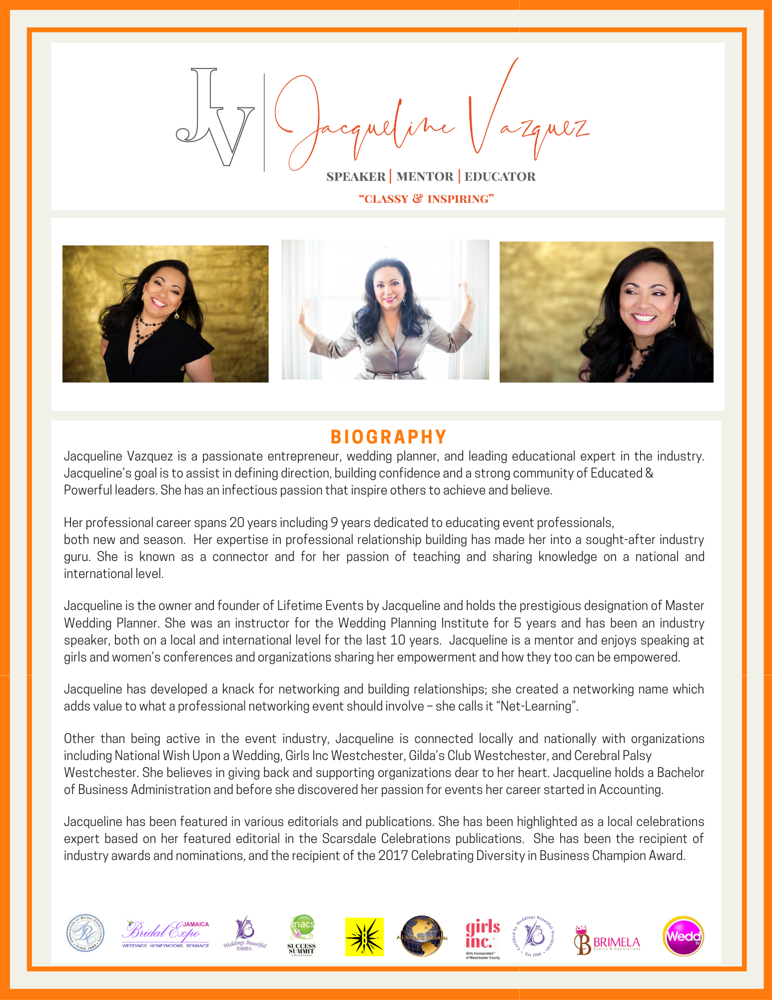 JLV
Jacqueline Vazquez
SPEAKER | MENTOR | EDUCATOR
“CLASSY & INSPIRING”
BIOGRAPHY
Jacqueline Vazquez is a passionate entrepreneur, wedding planner, and leading educational expert in the industry.
Jacqueline’s goal is to assist in defining direction, building confidence and a strong community of Educated &
Powerful leaders. She has an infectious passion that inspire others to achieve and believe.
Her professional career spans 20 years including 9 years dedicated to educating event professionals,
both new and season.  Her expertise in professional relationship building has made her into a sought-after industry
guru. She is known as a connector and for her passion of teaching and sharing knowledge on a national and
international level.
Jacqueline is the owner and founder of Lifetime Events by Jacqueline and holds the prestigious designation of Master
Wedding Planner. She was an instructor for the Wedding Planning Institute for 5 years and has been an industry
speaker, both on a local and international level for the last 10 years.  Jacqueline is a mentor and enjoys speaking at
girls and women’s conferences and organizations sharing her empowerment and how they too can be empowered.
Jacqueline has developed a knack for networking and building relationships; she created a networking name which
adds value to what a professional networking event should involve – she calls it “Net-Learning”.
Other than being active in the event industry, Jacqueline is connected locally and nationally with organizations
including National Wish Upon a Wedding, Girls Inc Westchester, Gilda’s Club Westchester, and Cerebral Palsy
Westchester. She believes in giving back and supporting organizations dear to her heart. Jacqueline holds a Bachelor
of Business Administration and before she discovered her passion for events her career started in Accounting.
Jacqueline has been featured in various editorials and publications. She has been highlighted as a local celebrations
expert based on her featured editorial in the Scarsdale Celebrations publications.  She has been the recipient of
industry awards and nominations, and the recipient of the 2017 Celebrating Diversity in Business Champion Award.
ASSOCIATION OF BRIDAL CONSULTANTS
ABC
SINCE 1955
Bridal Expo JAMAICA
WEDDINGS HONEYMOONS ROMANCE
Weddings Beautiful
美丽婚礼
macs
SUCCESS
SUMMIT
B
ALL BUSINESS MEDIA FM
girls
inc.
Girls Incorporated®
of Westchester County
Certified by Weddings Beautiful Worldwide
Est 1968
BRIMELA
Events & Decorations
Wedd
TV